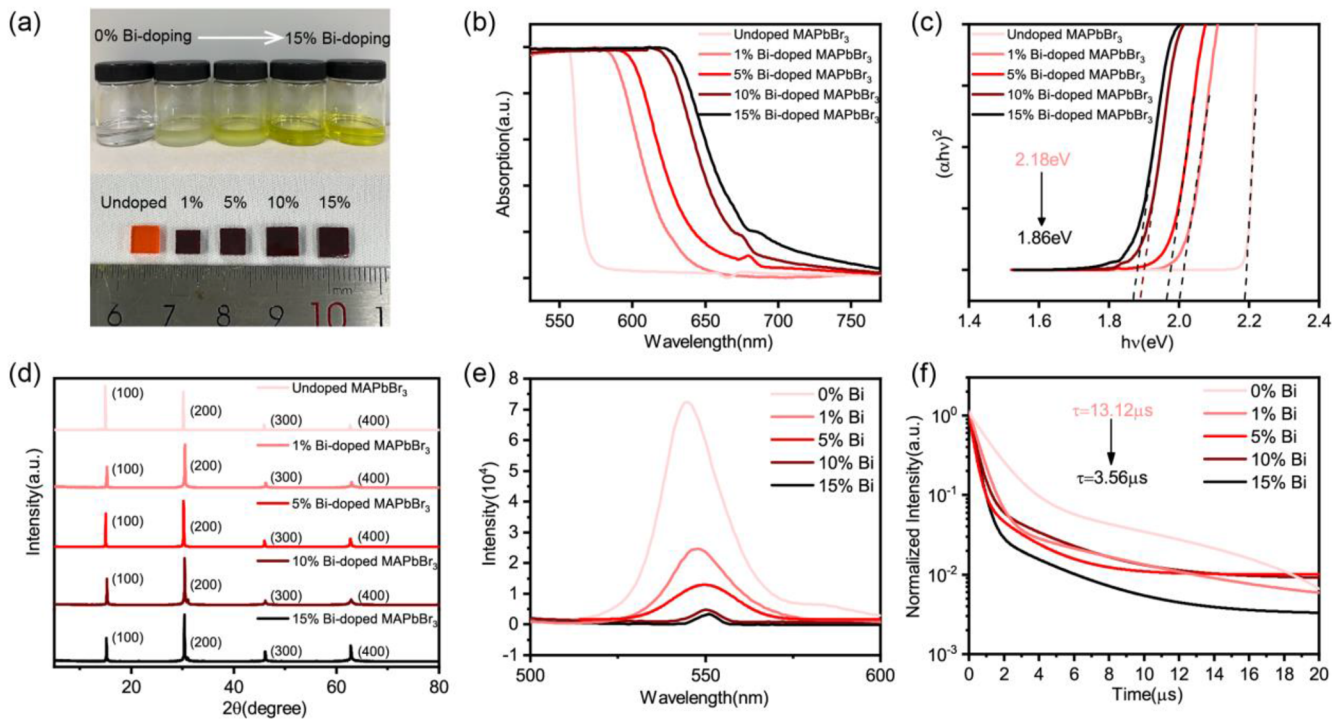 (a)
0% Bi-doping
15% Bi-doping
Undoped 1% 5% 10% 15%
mm
6 7 8 9 10 1
(b)
Absorption(a.u.)
Undoped MAPbBr3
1% Bi-doped MAPbBr3
5% Bi-doped MAPbBr3
10% Bi-doped MAPbBr3
15% Bi-doped MAPbBr3
550 600 650 700 750
Wavelength(nm)
(c)
(αhν)2
Undoped MAPbBr3
1% Bi-doped MAPbBr3
5% Bi-doped MAPbBr3
10% Bi-doped MAPbBr3
15% Bi-doped MAPbBr3
2.18eV
1.86eV
1.4 1.6 1.8 2.0 2.2 2.4
hν(eV)
(d)
Intensity(a.u.)
Undoped MAPbBr3
(100) (200) (300) (400)
1% Bi-doped MAPbBr3
(100) (200) (300) (400)
5% Bi-doped MAPbBr3
(100) (200) (300) (400)
10% Bi-doped MAPbBr3
(100) (200) (300) (400)
15% Bi-doped MAPbBr3
(100) (200) (300) (400)
20 40 60 80
2θ(degree)
(e)
Intensity(10^4)
8
7
6
5
4
3
2
1
0
-1
0% Bi
1% Bi
5% Bi
10% Bi
15% Bi
500 550 600
Wavelength(nm)
(f)
Normalized Intensity(a.u.)
10^0
10^-1
10^-2
10^-3
τ=13.12μs
τ=3.56μs
0% Bi
1% Bi
5% Bi
10% Bi
15% Bi
0 2 4 6 8 10 12 14 16 18 20
Time(μs)